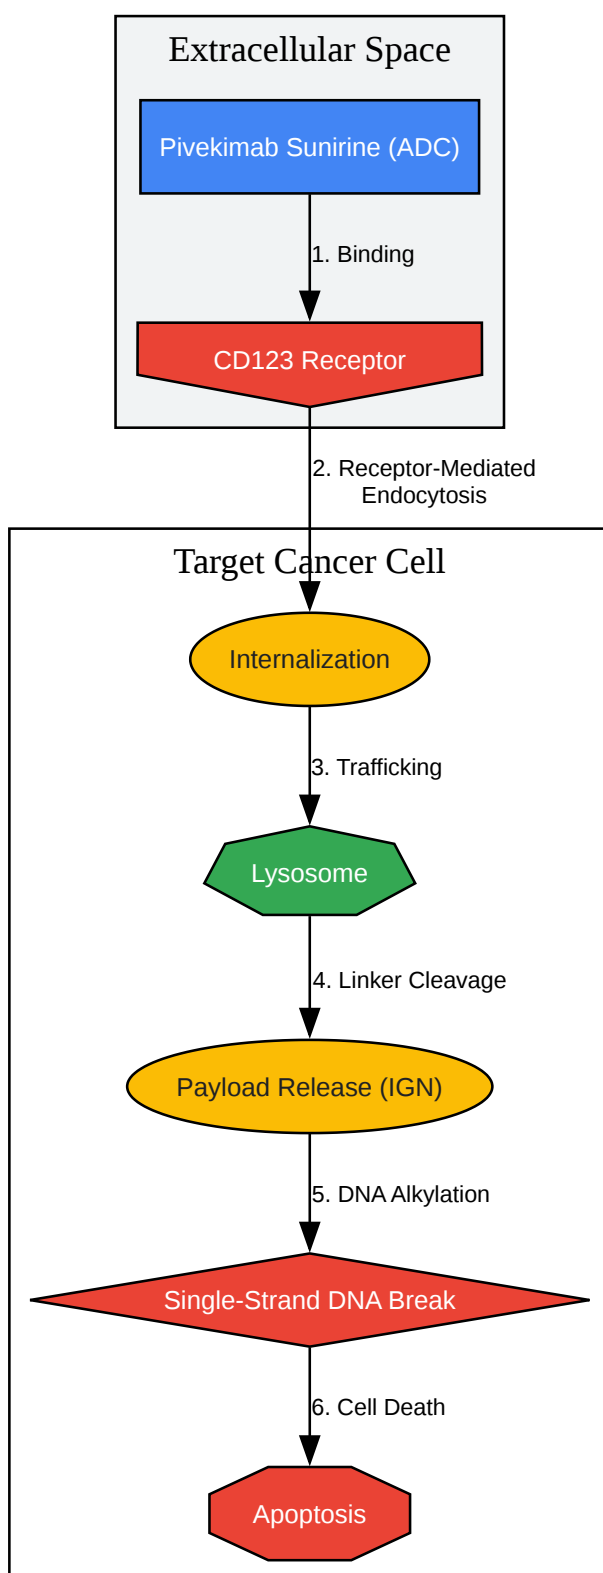 Extracellular Space
Pivekimab Sunirine (ADC)
1. Binding
CD123 Receptor
2. Receptor-Mediated
Endocytosis
Target Cancer Cell
Internalization
3. Trafficking
Lysosome
4. Linker Cleavage
Payload Release (IGN)
5. DNA Alkylation
Single-Strand DNA Break
6. Cell Death
Apoptosis